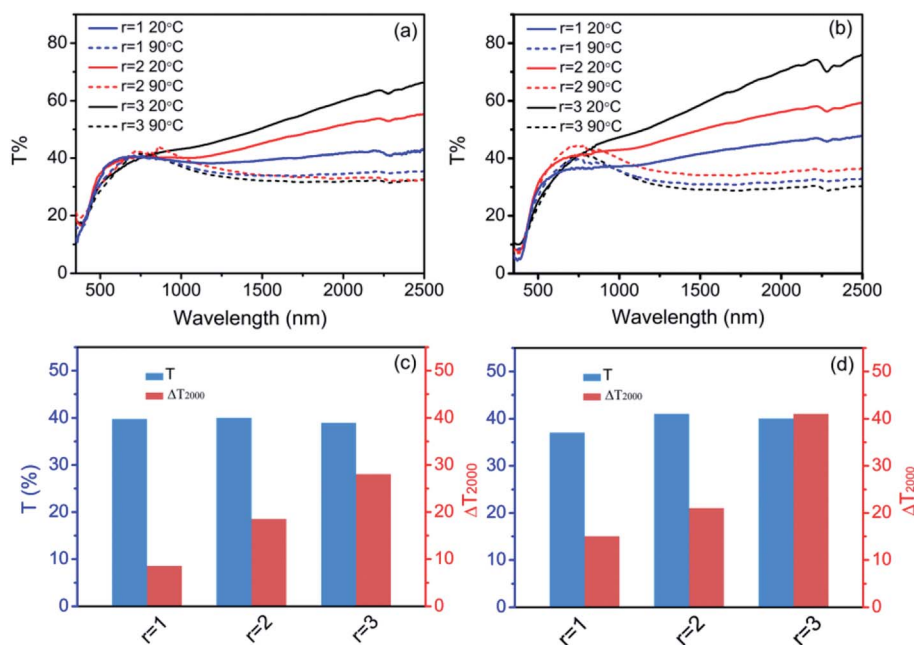 (a)
r=1 20°C
r=1 90°C
r=2 20°C
r=2 90°C
r=3 20°C
r=3 90°C
T%
80
60
40
20
0
500 1000 1500 2000 2500
Wavelength (nm)
(b)
r=1 20°C
r=1 90°C
r=2 20°C
r=2 90°C
r=3 20°C
r=3 90°C
T%
80
60
40
20
0
500 1000 1500 2000 2500
Wavelength (nm)
(c)
T
ΔT2000
T (%)
50
40
30
20
10
0
r=1 r=2 r=3
50
40
30
20
10
0
ΔT2000
(d)
T
ΔT2000
50
40
30
20
10
0
r=1 r=2 r=3
50
40
30
20
10
0
ΔT2000